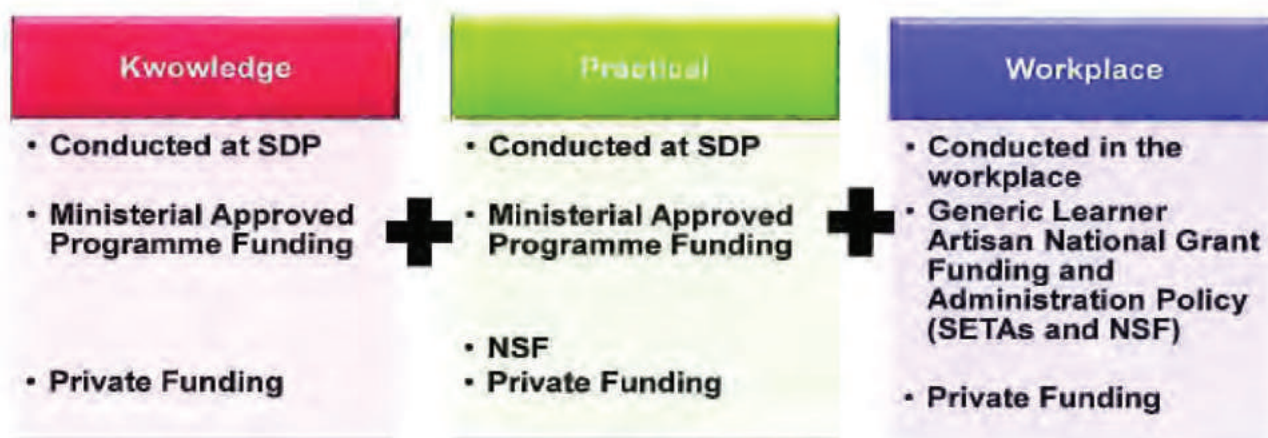 Kwowledge
• Conducted at SDP
• Ministerial Approved
Programme Funding
• Private Funding
Practical
• Conducted at SDP
• Ministerial Approved
Programme Funding
• NSF
• Private Funding
Workplace
• Conducted in the
workplace
• Generic Learner
Artisan National Grant
Funding and
Administration Policy
(SETAs and NSF)
• Private Funding